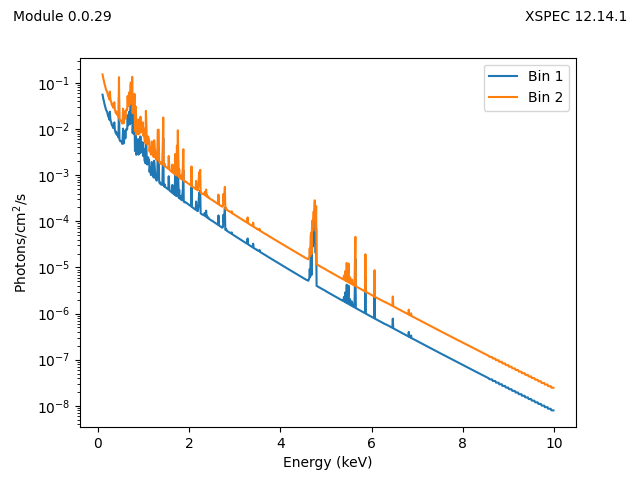 Module 0.0.29
XSPEC 12.14.1
Bin 1
Bin 2
Photons/cm²/s
10⁻¹
10⁻²
10⁻³
10⁻⁴
10⁻⁵
10⁻⁶
10⁻⁷
10⁻⁸
0 2 4 6 8 10
Energy (keV)